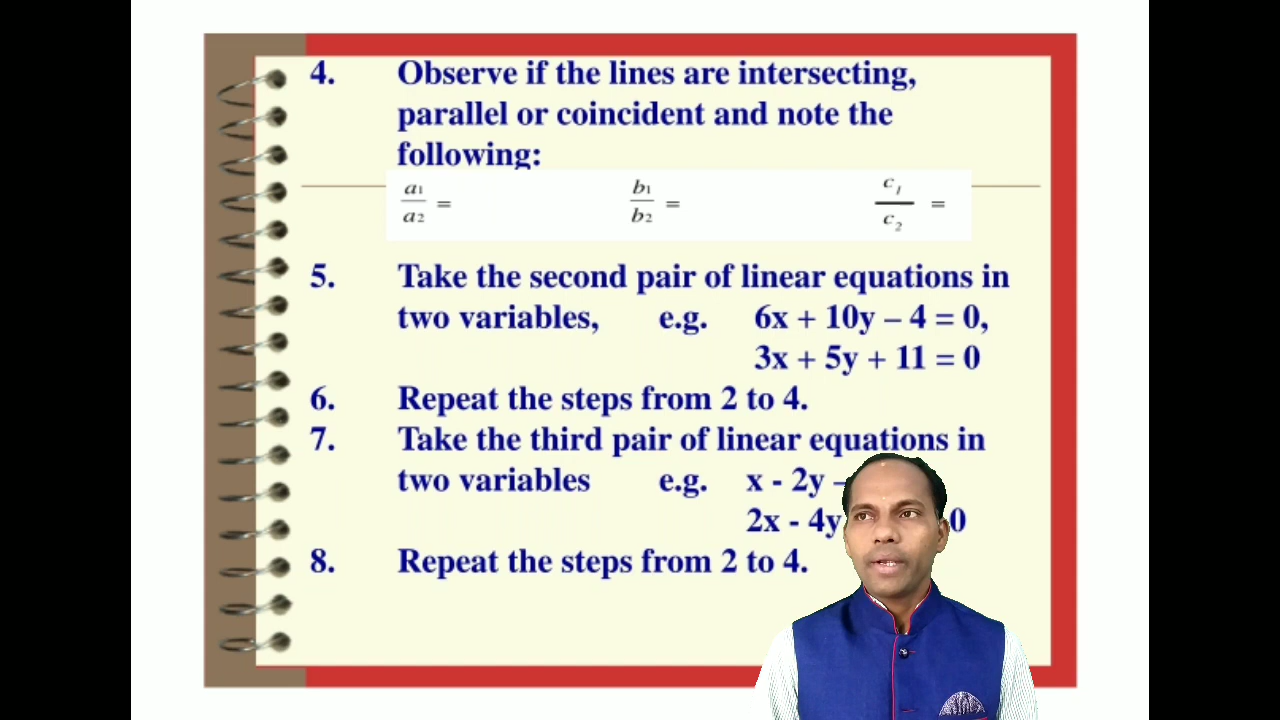 4. Observe if the lines are intersecting,
parallel or coincident and note the
following:
a1/a2 = b1/b2 = c1/c2 =
5. Take the second pair of linear equations in
two variables, e.g. 6x + 10y – 4 = 0,
3x + 5y + 11 = 0
6. Repeat the steps from 2 to 4.
7. Take the third pair of linear equations in
two variables e.g. x - 2y –
2x - 4y 0
8. Repeat the steps from 2 to 4.